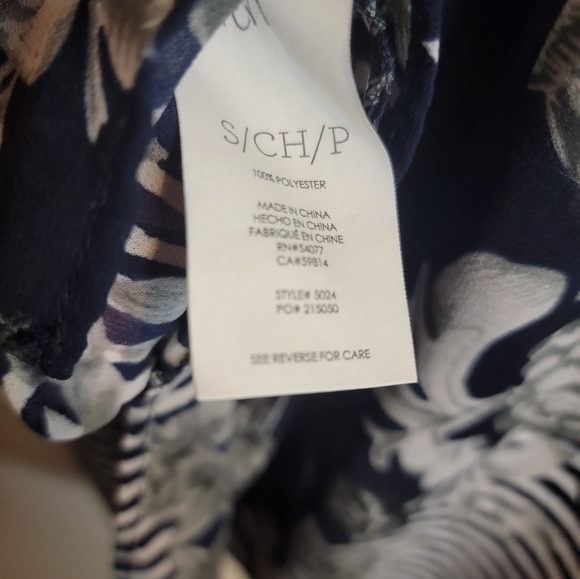 S/CH/P
100% POLYESTER
MADE IN CHINA
HECHO EN CHINA
FABRIQUÉ EN CHINE
RN#54077
CA#59814
STYLE# 5024
PO# 215050
SEE REVERSE FOR CARE